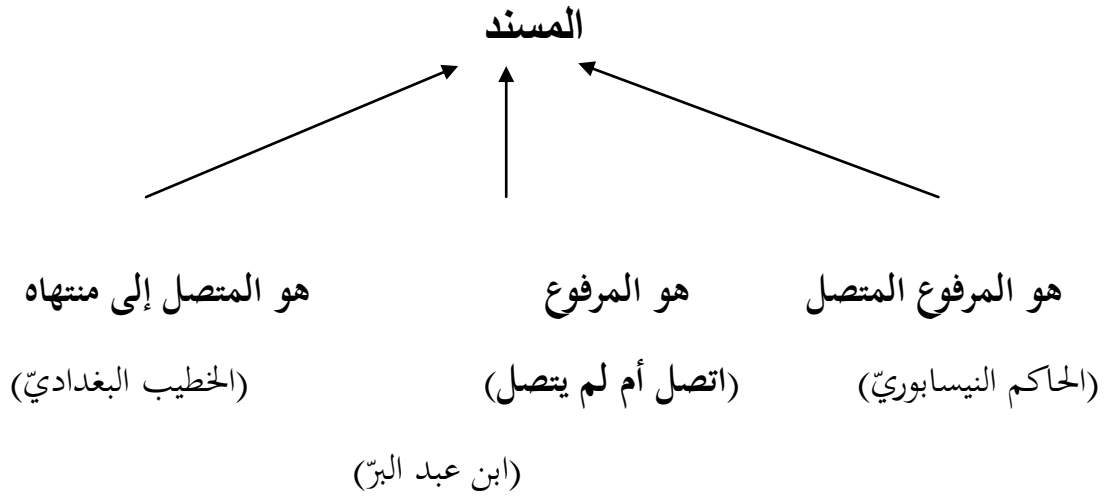 المسند
هو المرفوع المتصل هو المرفوع هو المتصل إلى منتهاه
(الحاكم النيسابوريّ) (اتصل أم لم يتصل) (الخطيب البغداديّ)
(ابن عبد البرّ)